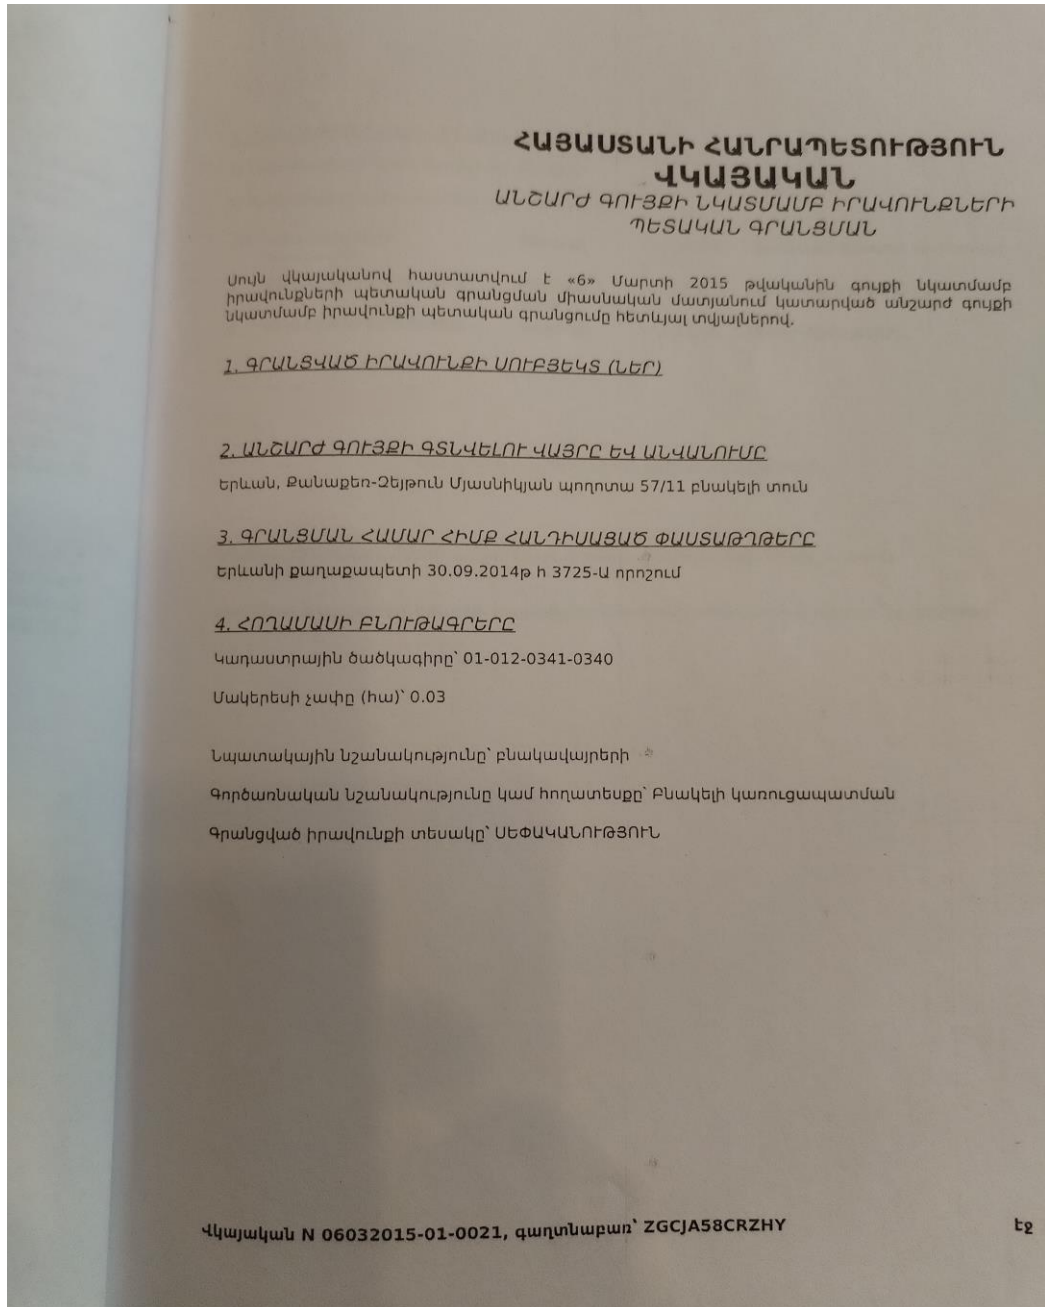 ՀԱՅԱՍՏԱՆԻ ՀԱՆՐԱՊԵՏՈՒԹՅՈՒՆ
ՎԿԱՅԱԿԱՆ
ԱՆՇԱՐԺ ԳՈՒՅՔԻ ՆԿԱՏՄԱՄԲ ԻՐԱՎՈՒՆՔՆԵՐԻ
ՊԵՏԱԿԱՆ ԳՐԱՆՑՄԱՆ
Սույն վկայականով հաստատվում է «6» Մարտի 2015 թվականին գույքի նկատմամբ
իրավունքների պետական գրանցման միասնական մատյանում կատարված անշարժ գույքի
նկատմամբ իրավունքի պետական գրանցումը հետևյալ տվյալներով.
1. ԳՐԱՆՑՎԱԾ ԻՐԱՎՈՒՆՔԻ ՍՈՒԲՅԵԿՏ (ՆԵՐ)
2. ԱՆՇԱՐԺ ԳՈՒՅՔԻ ԳՏՆՎԵԼՈՒ ՎԱՅՐԸ ԵՎ ԱՆՎԱՆՈՒՄԸ
Երևան, Քանաքեռ-Զեյթուն Մյասնիկյան պողոտա 57/11 բնակելի տուն
3. ԳՐԱՆՑՄԱՆ ՀԱՄԱՐ ՀԻՄՔ ՀԱՆԴԻՍԱՑԱԾ ՓԱՍՏԱԹՂԹԵՐԸ
Երևանի քաղաքապետի 30.09.2014թ h 3725-Ա որոշում
4. ՀՈՂԱՄԱՍԻ ԲՆՈՒԹԱԳՐԵՐԸ
Կադաստրային ծածկագիրը՝ 01-012-0341-0340
Մակերեսի չափը (հա)՝ 0.03
Նպատակային նշանակությունը՝ բնակավայրերի
Գործառնական նշանակությունը կամ հողատեսքը՝ Բնակելի կառուցապատման
Գրանցված իրավունքի տեսակը՝ ՍԵՓԱԿԱՆՈՒԹՅՈՒՆ
Վկայական N 06032015-01-0021, գաղտնաբառ՝ ZGCJA58CRZHY
էջ